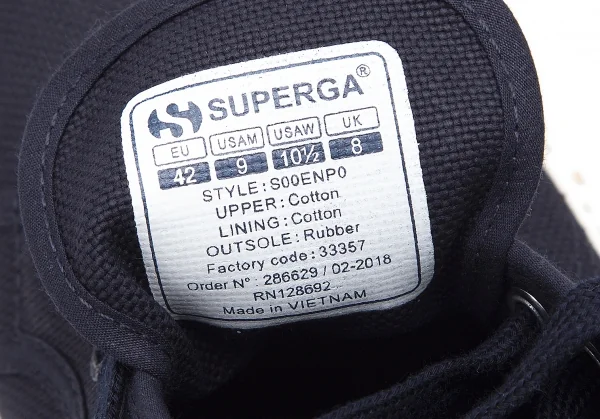 SUPERGA®
EU USAM USAW UK
42 9 10½ 8
STYLE: S00ENP0
UPPER: Cotton
LINING: Cotton
OUTSOLE: Rubber
Factory code: 33357
Order N°: 286629 / 02-2018
RN128692
Made in VIETNAM